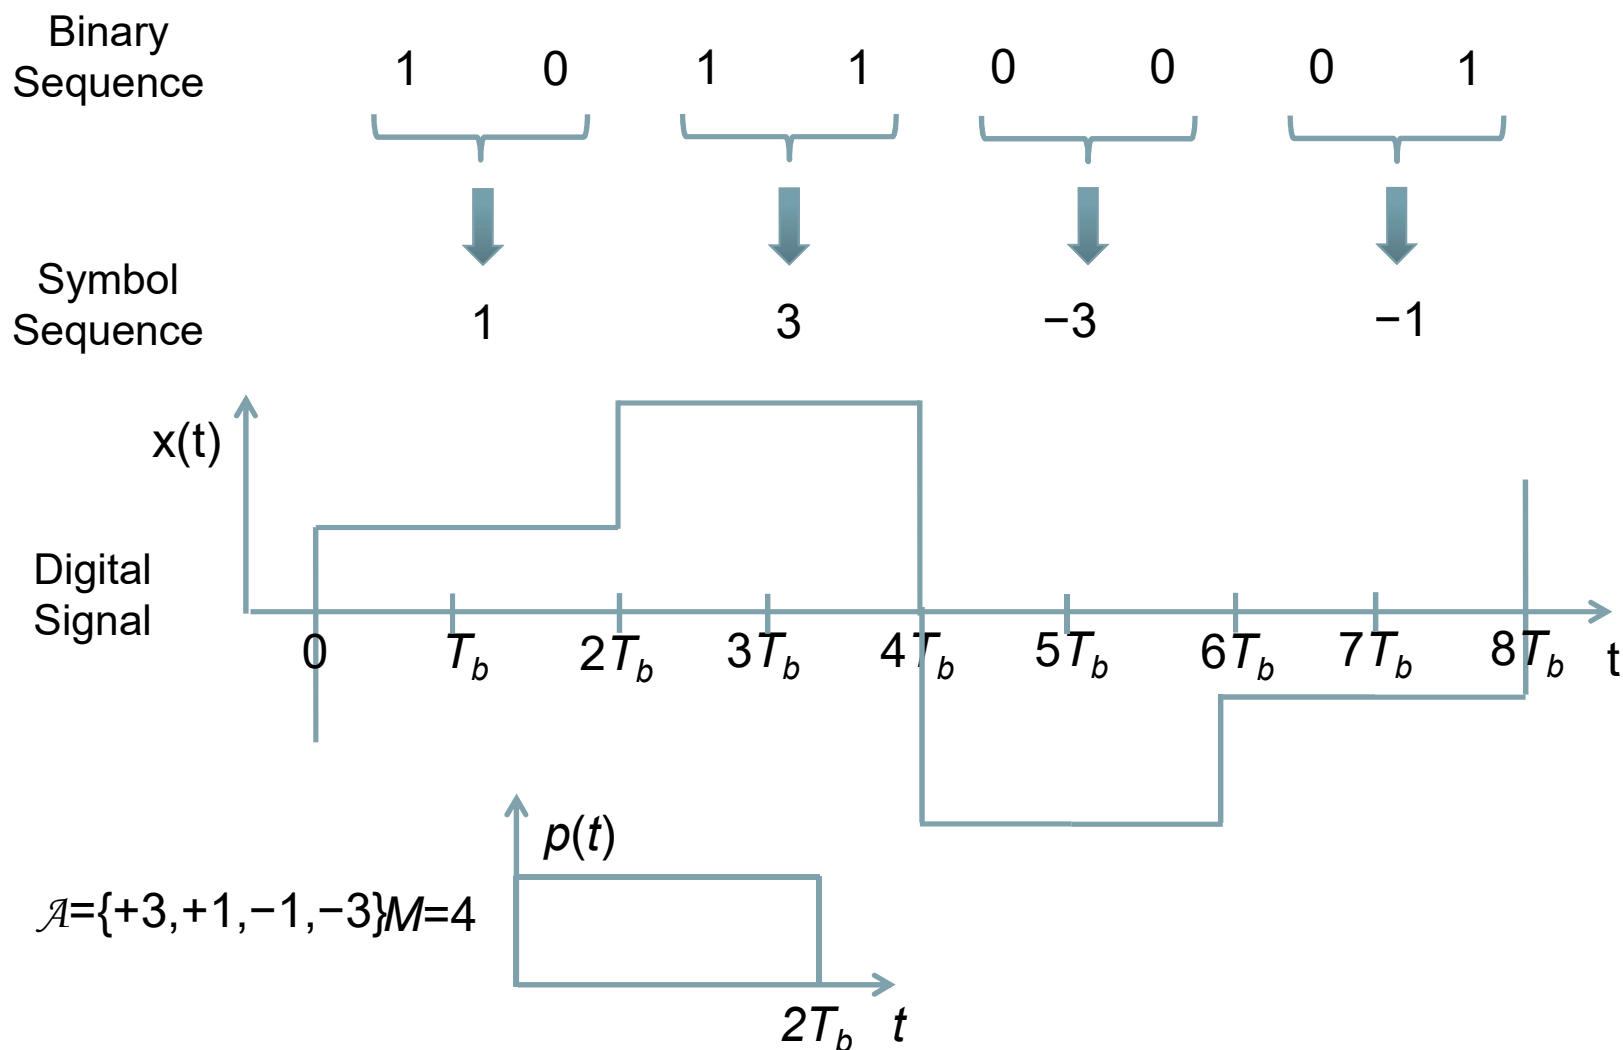 Binary
Sequence
1 0 1 1 0 0 0 1
Symbol
Sequence
1 3 −3 −1
x(t)
Digital
Signal
0 T_b 2T_b 3T_b 4T_b 5T_b 6T_b 7T_b 8T_b t
p(t)
𝒜={+3,+1,−1,−3}M=4
2T_b t